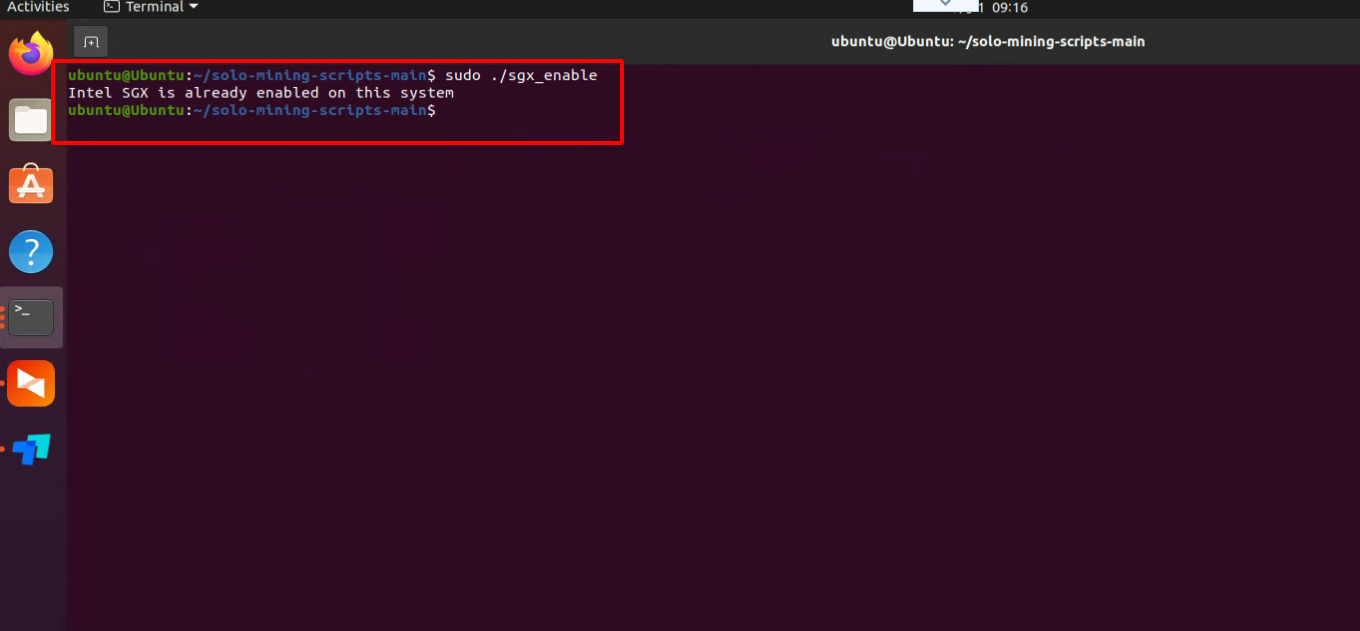 Activities
Terminal
1 09:16
ubuntu@Ubuntu: ~/solo-mining-scripts-main
ubuntu@Ubuntu:~/solo-mining-scripts-main$ sudo ./sgx_enable
Intel SGX is already enabled on this system
ubuntu@Ubuntu:~/solo-mining-scripts-main$